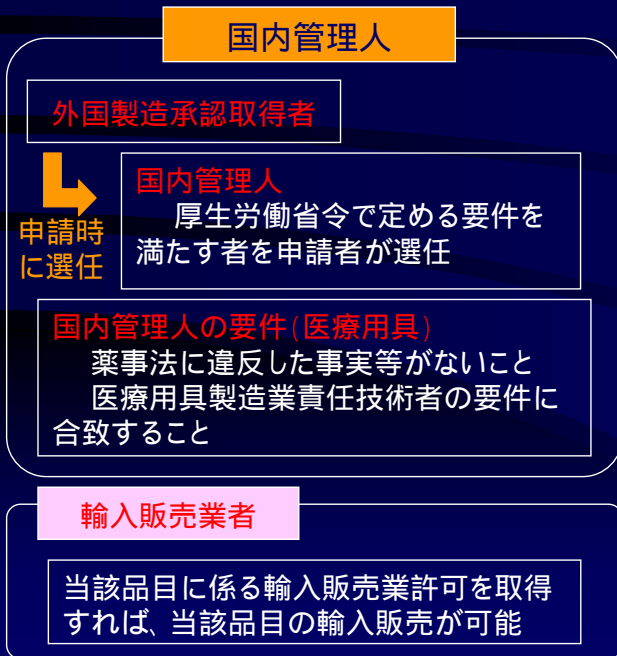 国内管理人
外国製造承認取得者
申請時
に選任
国内管理人
厚生労働省令で定める要件を
満たす者を申請者が選任
国内管理人の要件(医療用具)
薬事法に違反した事実等がないこと
医療用具製造業責任技術者の要件に
合致すること
輸入販売業者
当該品目に係る輸入販売業許可を取得
すれば、当該品目の輸入販売が可能